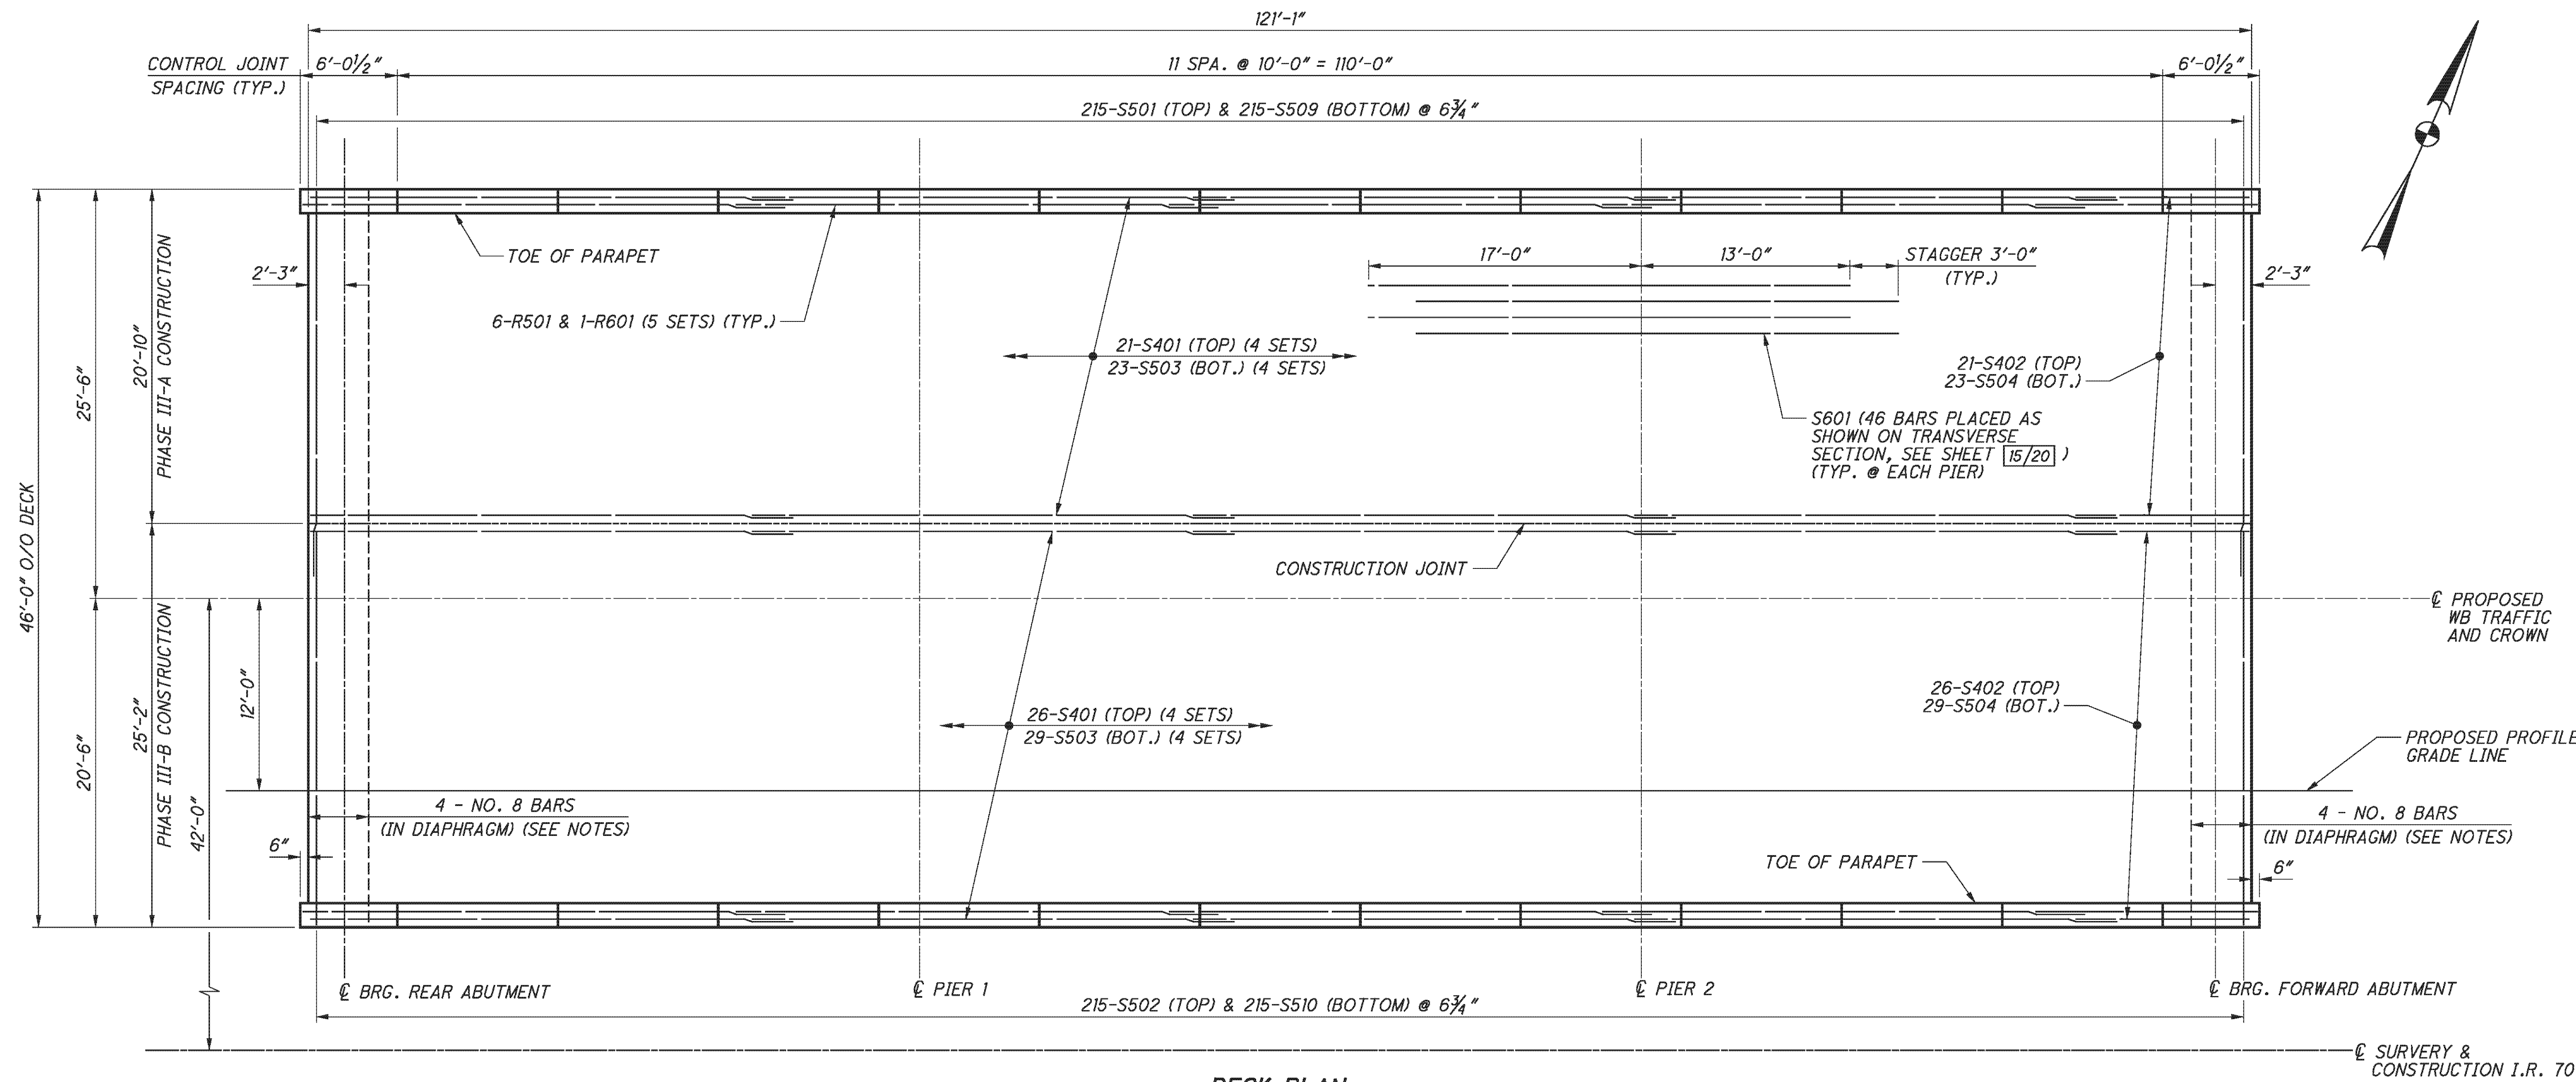 121'-1"
CONTROL JOINT
SPACING (TYP.)
6'-0½"
11 SPA. @ 10'-0" = 110'-0"
6'-0½"
215-S501 (TOP) & 215-S509 (BOTTOM) @ 6¾"
TOE OF PARAPET
2'-3"
6-R501 & 1-R601 (5 SETS) (TYP.)
17'-0"
13'-0"
STAGGER 3'-0"
(TYP.)
2'-3"
21-S401 (TOP) (4 SETS)
23-S503 (BOT.) (4 SETS)
21-S402 (TOP)
23-S504 (BOT.)
S601 (46 BARS PLACED AS
SHOWN ON TRANSVERSE
SECTION, SEE SHEET 15/20 )
(TYP. @ EACH PIER)
46'-0" O/O DECK
25'-6"
20'-10"
PHASE III-A CONSTRUCTION
CONSTRUCTION JOINT
℄ PROPOSED
WB TRAFFIC
AND CROWN
20'-6"
25'-2"
PHASE III-B CONSTRUCTION
42'-0"
12'-0"
26-S401 (TOP) (4 SETS)
29-S503 (BOT.) (4 SETS)
26-S402 (TOP)
29-S504 (BOT.)
PROPOSED PROFILE
GRADE LINE
4 - NO. 8 BARS
(IN DIAPHRAGM) (SEE NOTES)
4 - NO. 8 BARS
(IN DIAPHRAGM) (SEE NOTES)
6"
TOE OF PARAPET
6"
℄ BRG. REAR ABUTMENT
℄ PIER 1
℄ PIER 2
℄ BRG. FORWARD ABUTMENT
215-S502 (TOP) & 215-S510 (BOTTOM) @ 6¾"
℄ SURVERY &
CONSTRUCTION I.R. 70
DECK PLAN